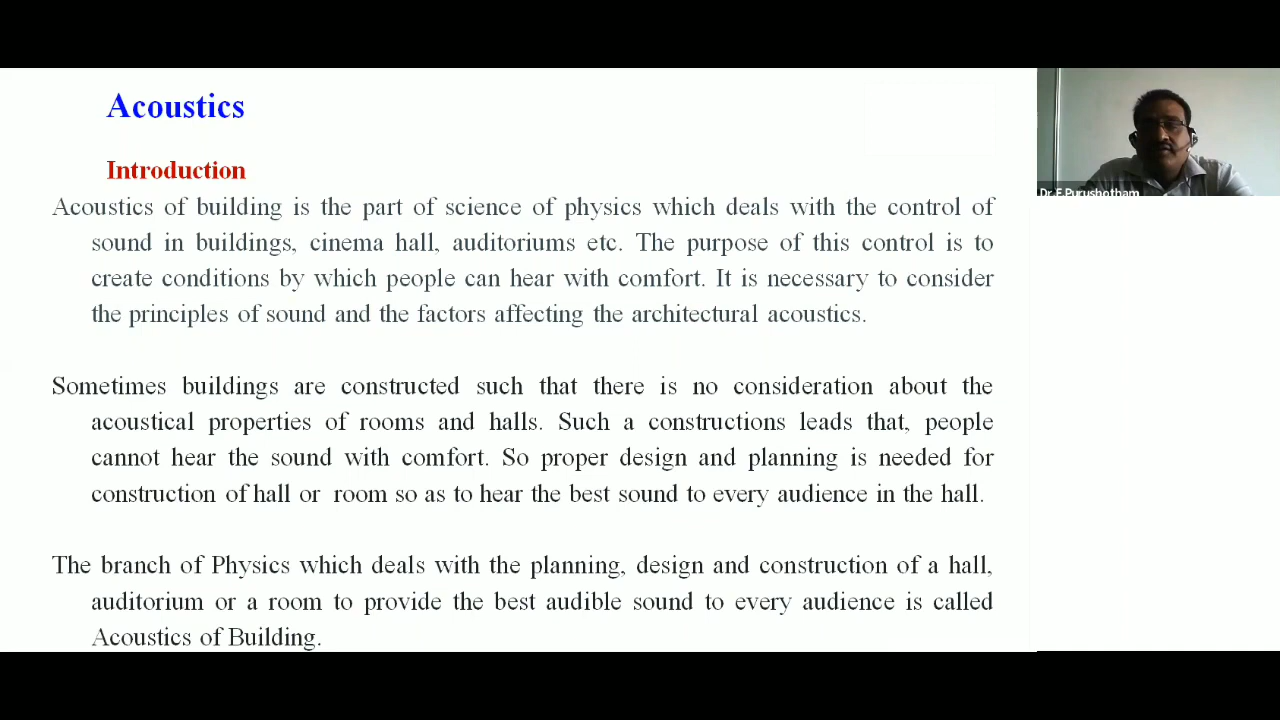 Acoustics
Introduction
Acoustics of building is the part of science of physics which deals with the control of
sound in buildings, cinema hall, auditoriums etc. The purpose of this control is to
create conditions by which people can hear with comfort. It is necessary to consider
the principles of sound and the factors affecting the architectural acoustics.
Sometimes buildings are constructed such that there is no consideration about the
acoustical properties of rooms and halls. Such a constructions leads that, people
cannot hear the sound with comfort. So proper design and planning is needed for
construction of hall or room so as to hear the best sound to every audience in the hall.
The branch of Physics which deals with the planning, design and construction of a hall,
auditorium or a room to provide the best audible sound to every audience is called
Acoustics of Building.
Dr E Purushotham